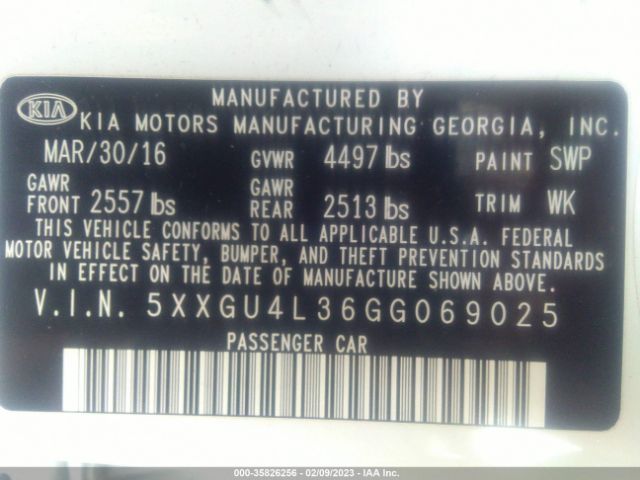 MANUFACTURED BY
KIA KIA MOTORS MANUFACTURING GEORGIA, INC.
MAR/30/16 GVWR 4497 lbs PAINT SWP
GAWR FRONT 2557 lbs GAWR REAR 2513 lbs TRIM WK
THIS VEHICLE CONFORMS TO ALL APPLICABLE U.S.A. FEDERAL
MOTOR VEHICLE SAFETY, BUMPER, AND THEFT PREVENTION STANDARDS
IN EFFECT ON THE DATE OF MANUFACTURE SHOWN ABOVE.
V.I.N. 5XXGU4L36GG069025
PASSENGER CAR
000-35826256 - 02/09/2023 - IAA Inc.